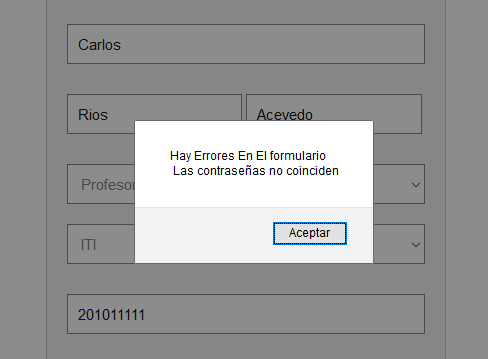 Carlos
Rios Acevedo
Hay Errores En El formulario
Las contraseñas no coinciden
Profesor
Aceptar
ITI
201011111